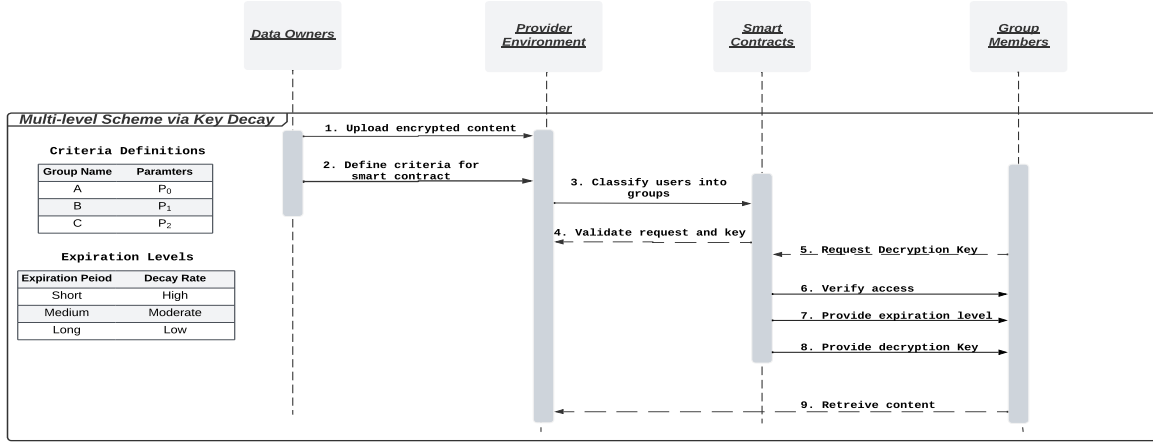 Data Owners
Provider
Environment
Smart
Contracts
Group
Members
Multi-level Scheme via Key Decay
Criteria Definitions
Group Name Paramters
A P₀
B P₁
C P₂
Expiration Levels
Expiration Peiod Decay Rate
Short High
Medium Moderate
Long Low
1. Upload encrypted content
2. Define criteria for
smart contract
3. Classify users into
groups
4. Validate request and key
5. Request Decryption Key
6. Verify access
7. Provide expiration level
8. Provide decryption Key
9. Retreive content